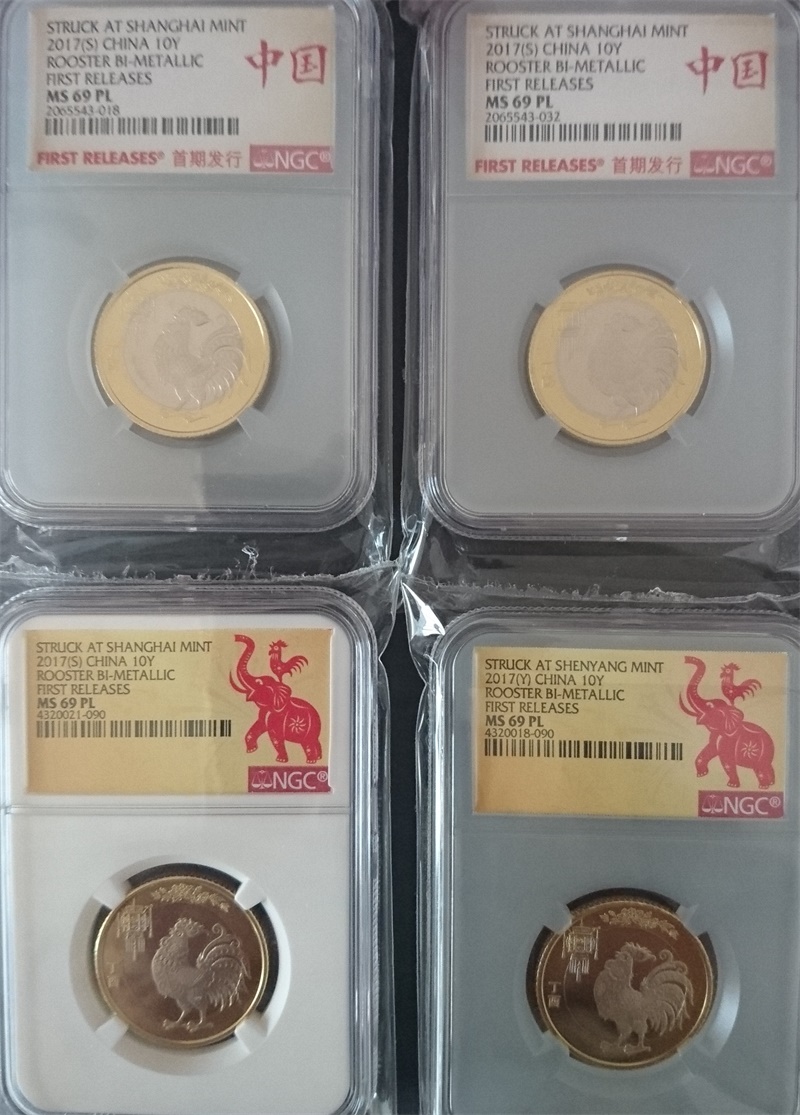 STRUCK AT SHANGHAI MINT
2017(S) CHINA 10Y
ROOSTER BI-METALLIC
FIRST RELEASES
MS 69 PL
2065543-018
中国
FIRST RELEASES® 首期发行
NGC®
STRUCK AT SHANGHAI MINT
2017(S) CHINA 10Y
ROOSTER BI-METALLIC
FIRST RELEASES
MS 69 PL
2065543-032
中国
FIRST RELEASES® 首期发行
NGC®
STRUCK AT SHANGHAI MINT
2017(S) CHINA 10Y
ROOSTER BI-METALLIC
FIRST RELEASES
MS 69 PL
4320021-090
NGC®
丁酉
STRUCK AT SHENYANG MINT
2017(Y) CHINA 10Y
ROOSTER BI-METALLIC
FIRST RELEASES
MS 69 PL
4320018-090
NGC®
丁酉